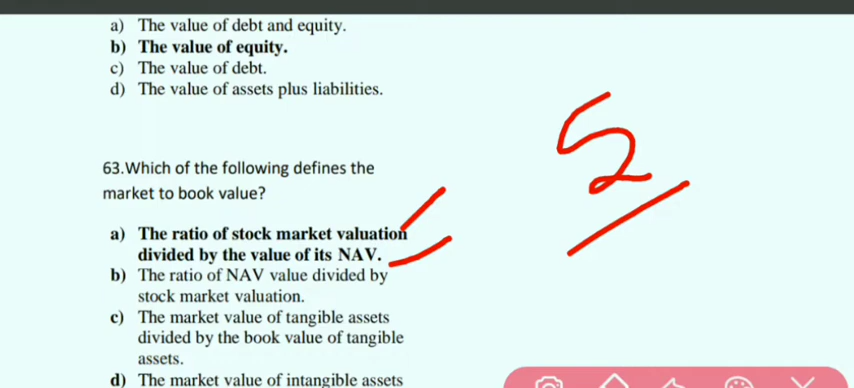 a) The value of debt and equity.
b) The value of equity.
c) The value of debt.
d) The value of assets plus liabilities.
63.Which of the following defines the
market to book value?
a) The ratio of stock market valuation
divided by the value of its NAV.
b) The ratio of NAV value divided by
stock market valuation.
c) The market value of tangible assets
divided by the book value of tangible
assets.
d) The market value of intangible assets